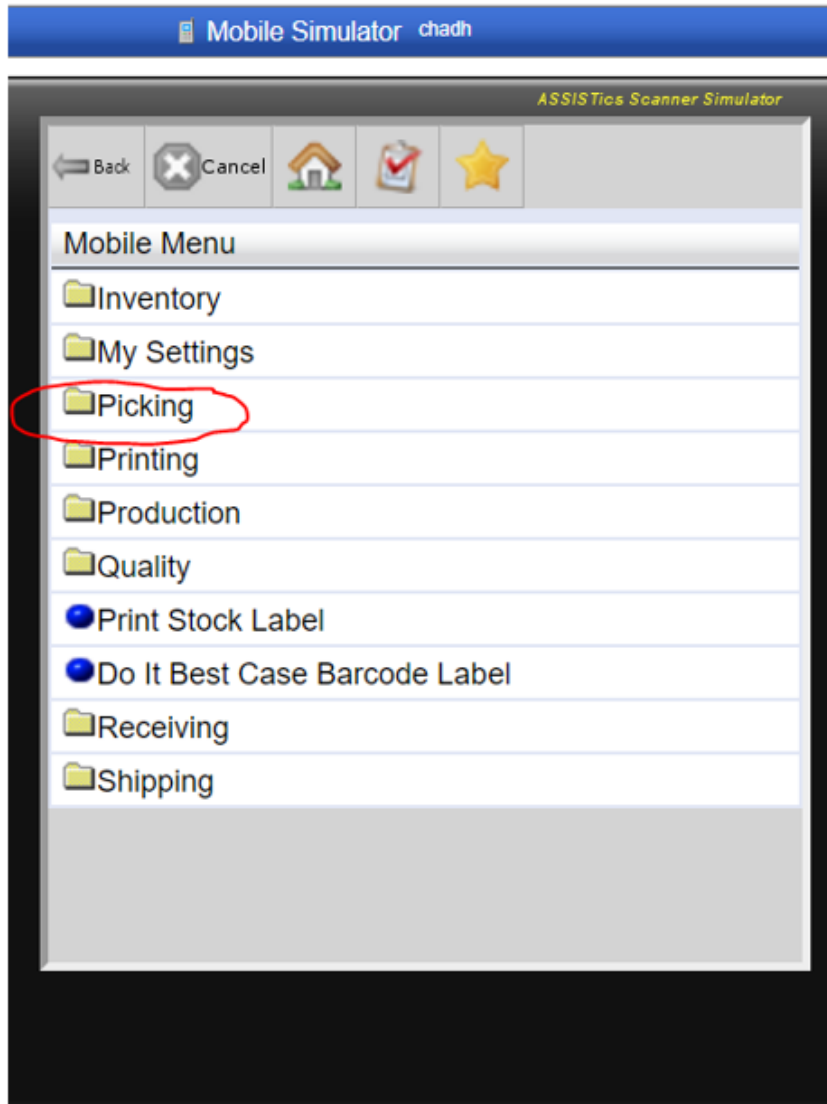 Mobile Simulator chadh
ASSISTics Scanner Simulator
Back Cancel
Mobile Menu
Inventory
My Settings
Picking
Printing
Production
Quality
Print Stock Label
Do It Best Case Barcode Label
Receiving
Shipping